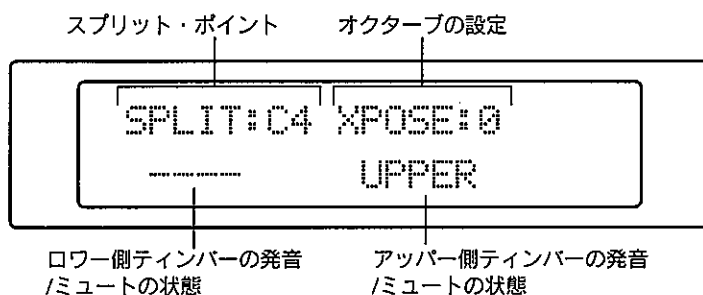 スプリット・ポイント オクターブの設定
SPLIT:C4 XPOSE:0
---- UPPER
ロワー側ティンバーの発音 アッパー側ティンバーの発音
/ミュートの状態 /ミュートの状態